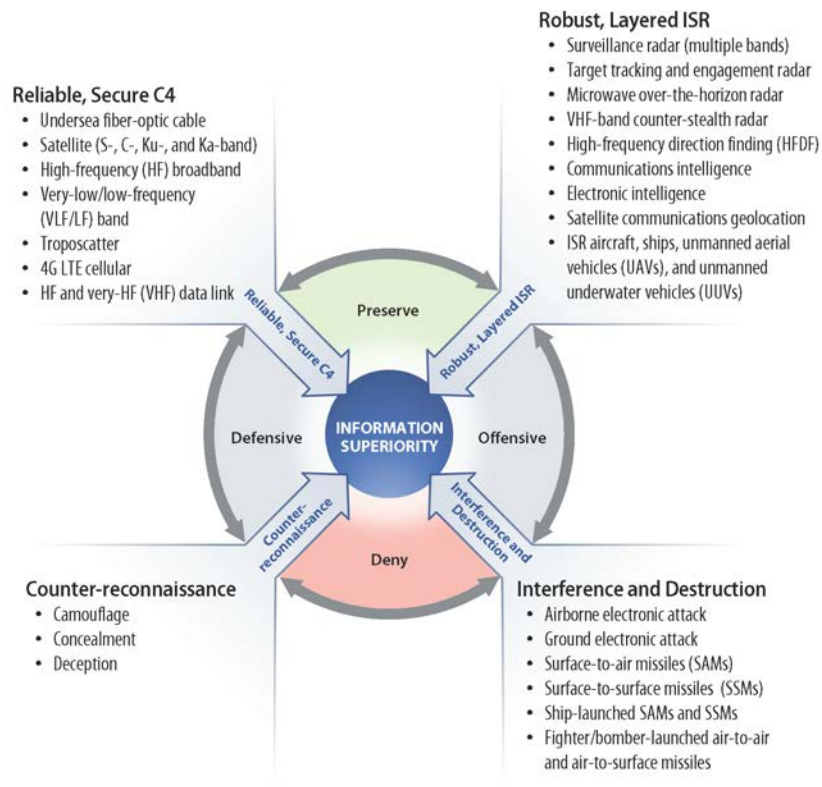 Robust, Layered ISR
• Surveillance radar (multiple bands)
• Target tracking and engagement radar
• Microwave over-the-horizon radar
• VHF-band counter-stealth radar
• High-frequency direction finding (HFDF)
• Communications intelligence
• Electronic intelligence
• Satellite communications geolocation
• ISR aircraft, ships, unmanned aerial
vehicles (UAVs), and unmanned
underwater vehicles (UUVs)
Reliable, Secure C4
• Undersea fiber-optic cable
• Satellite (S-, C-, Ku-, and Ka-band)
• High-frequency (HF) broadband
• Very-low/low-frequency
(VLF/LF) band
• Troposcatter
• 4G LTE cellular
• HF and very-HF (VHF) data link
Preserve
Reliable, Secure C4
Robust, Layered ISR
Defensive
INFORMATION
SUPERIORITY
Offensive
Counter-
reconnaissance
Interference and
Destruction
Deny
Counter-reconnaissance
• Camouflage
• Concealment
• Deception
Interference and Destruction
• Airborne electronic attack
• Ground electronic attack
• Surface-to-air missiles (SAMs)
• Surface-to-surface missiles (SSMs)
• Ship-launched SAMs and SSMs
• Fighter/bomber-launched air-to-air
and air-to-surface missiles